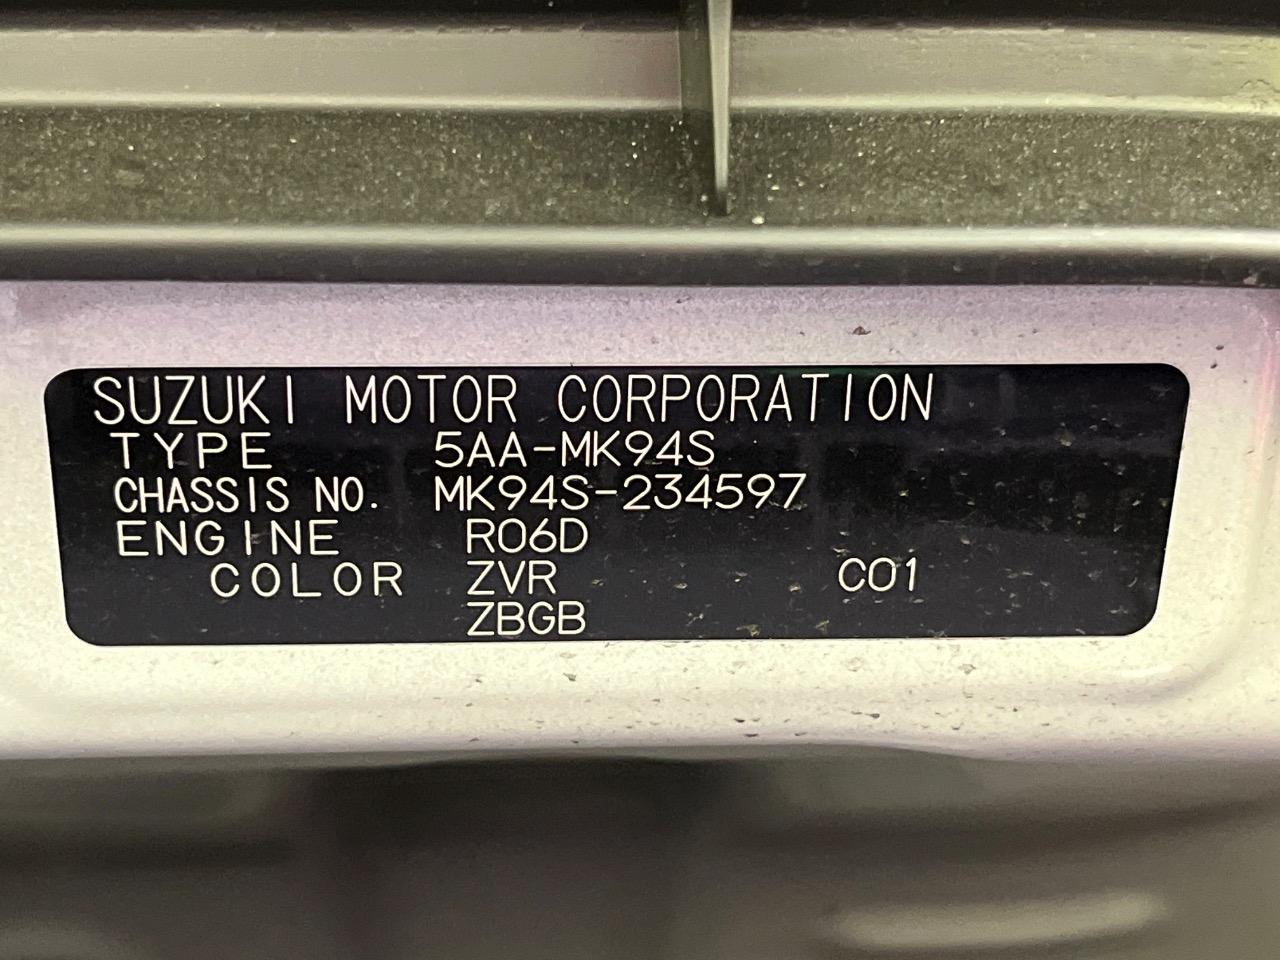 SUZUKI MOTOR CORPORATION
TYPE 5AA-MK94S
CHASSIS NO. MK94S-234597
ENGINE R06D
COLOR ZVR C01
ZBGB